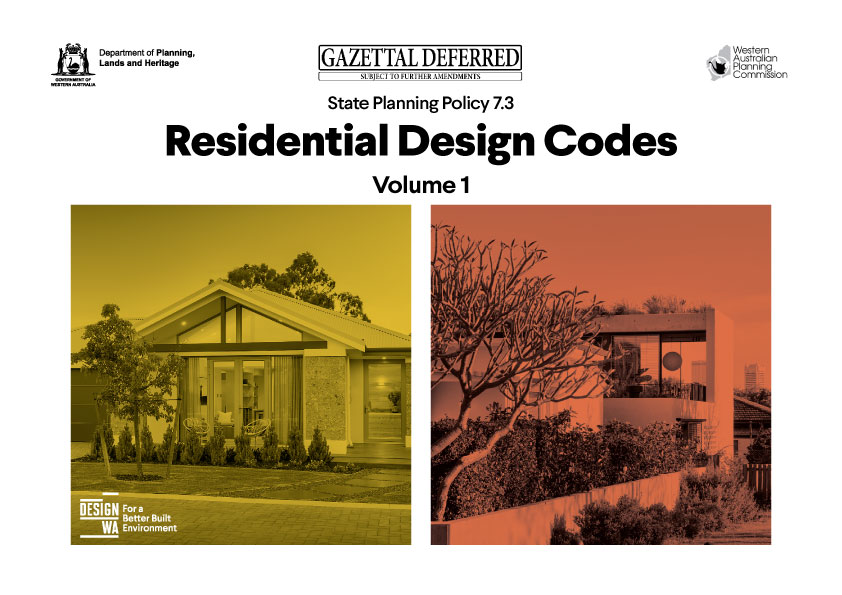 Department of Planning,
Lands and Heritage
GOVERNMENT OF
WESTERN AUSTRALIA
GAZETTAL DEFERRED
SUBJECT TO FURTHER AMENDMENTS
Western
Australian
Planning
Commission
State Planning Policy 7.3
Residential Design Codes
Volume 1
DESIGN
WA
For a
Better Built
Environment